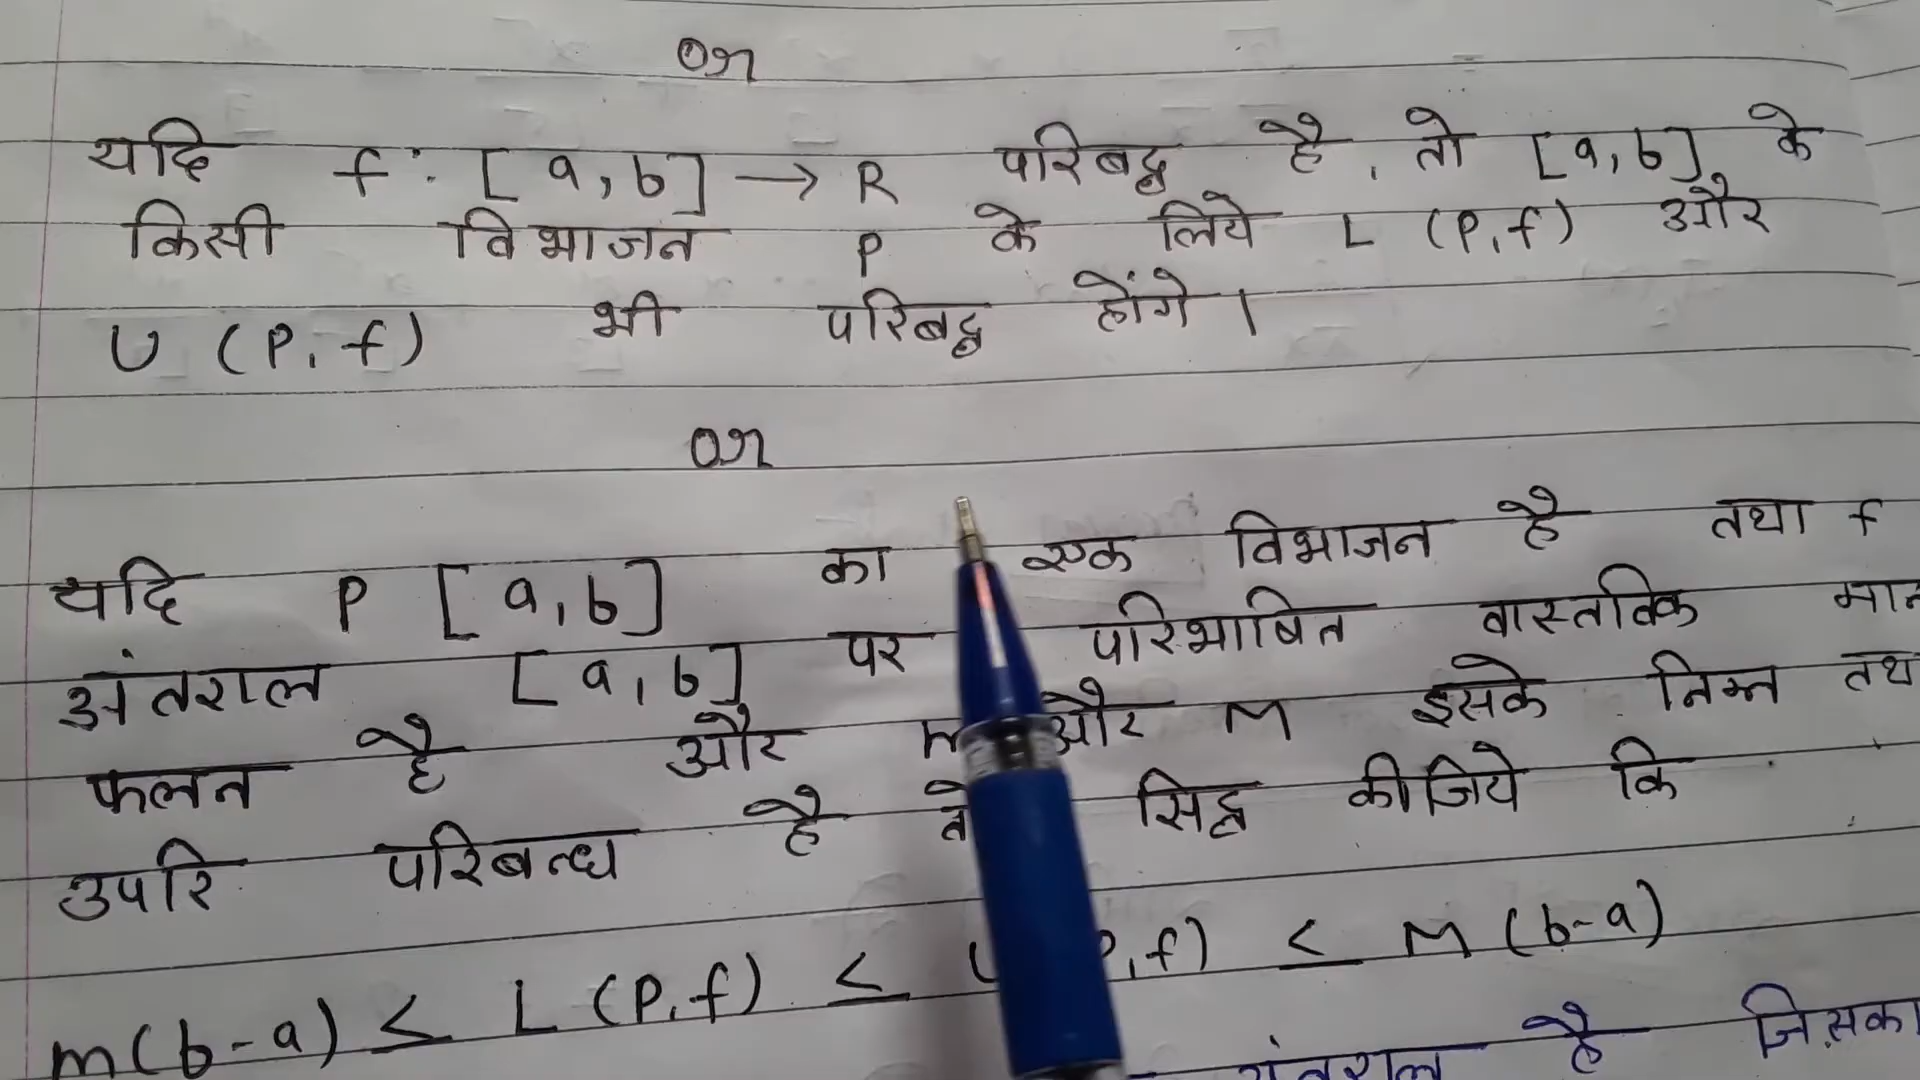 or
यदि f : [a, b] → R परिबद्ध है, तो [a, b] के
किसी विभाजन P के लिये L (P, f) और
U (P, f) भी परिबद्ध होंगे।
or
यदि P [a, b] का एक विभाजन है तथा f
अंतराल [a, b] पर परिभाषित वास्तविक मान
फलन है और m और M इसके निम्न तथ
उपरि परिबन्ध है सिद्ध कीजिये कि
m(b-a) ≤ L (P, f) ≤ P, f) ≤ M (b-a)
अंतराल है जिसका